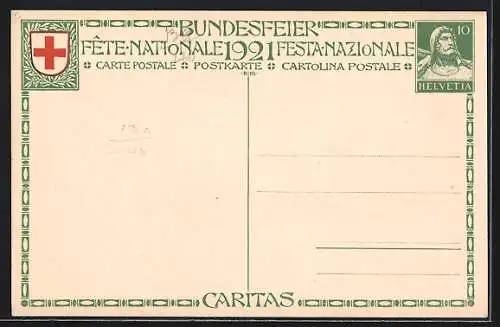 BUNDESFEIER
FÊTE·NATIONALE 1921 FESTA·NAZIONALE
CARTE POSTALE POSTKARTE CARTOLINA POSTALE
10
HELVETIA
CARITAS